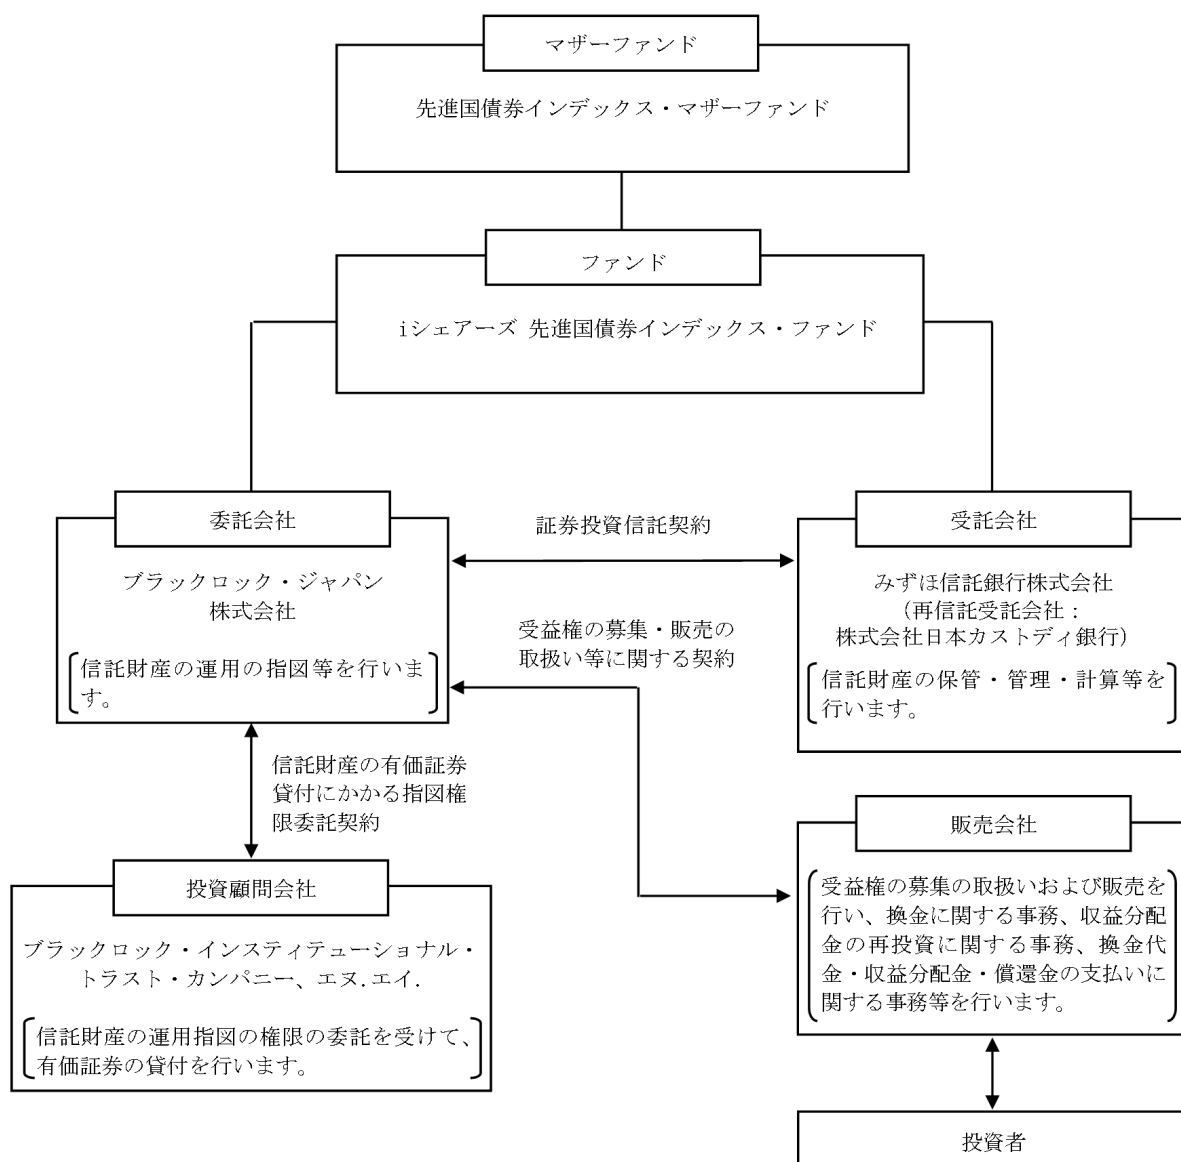 マザーファンド
先進国債券インデックス・マザーファンド
ファンド
iシェアーズ 先進国債券インデックス・ファンド
委託会社
ブラックロック・ジャパン
株式会社
信託財産の運用の指図等を行いま
す。
証券投資信託契約
受益権の募集・販売の
取扱い等に関する契約
受託会社
みずほ信託銀行株式会社
(再信託受託会社:
株式会社日本カストディ銀行)
信託財産の保管・管理・計算等を
行います。
信託財産の有価証券
貸付にかかる指図権
限委託契約
投資顧問会社
ブラックロック・インスティテューショナル・
トラスト・カンパニー、エヌ.エイ.
信託財産の運用指図の権限の委託を受けて、
有価証券の貸付を行います。
販売会社
受益権の募集の取扱いおよび販売を
行い、換金に関する事務、収益分配
金の再投資に関する事務、換金代
金・収益分配金・償還金の支払いに
関する事務等を行います。
投資者